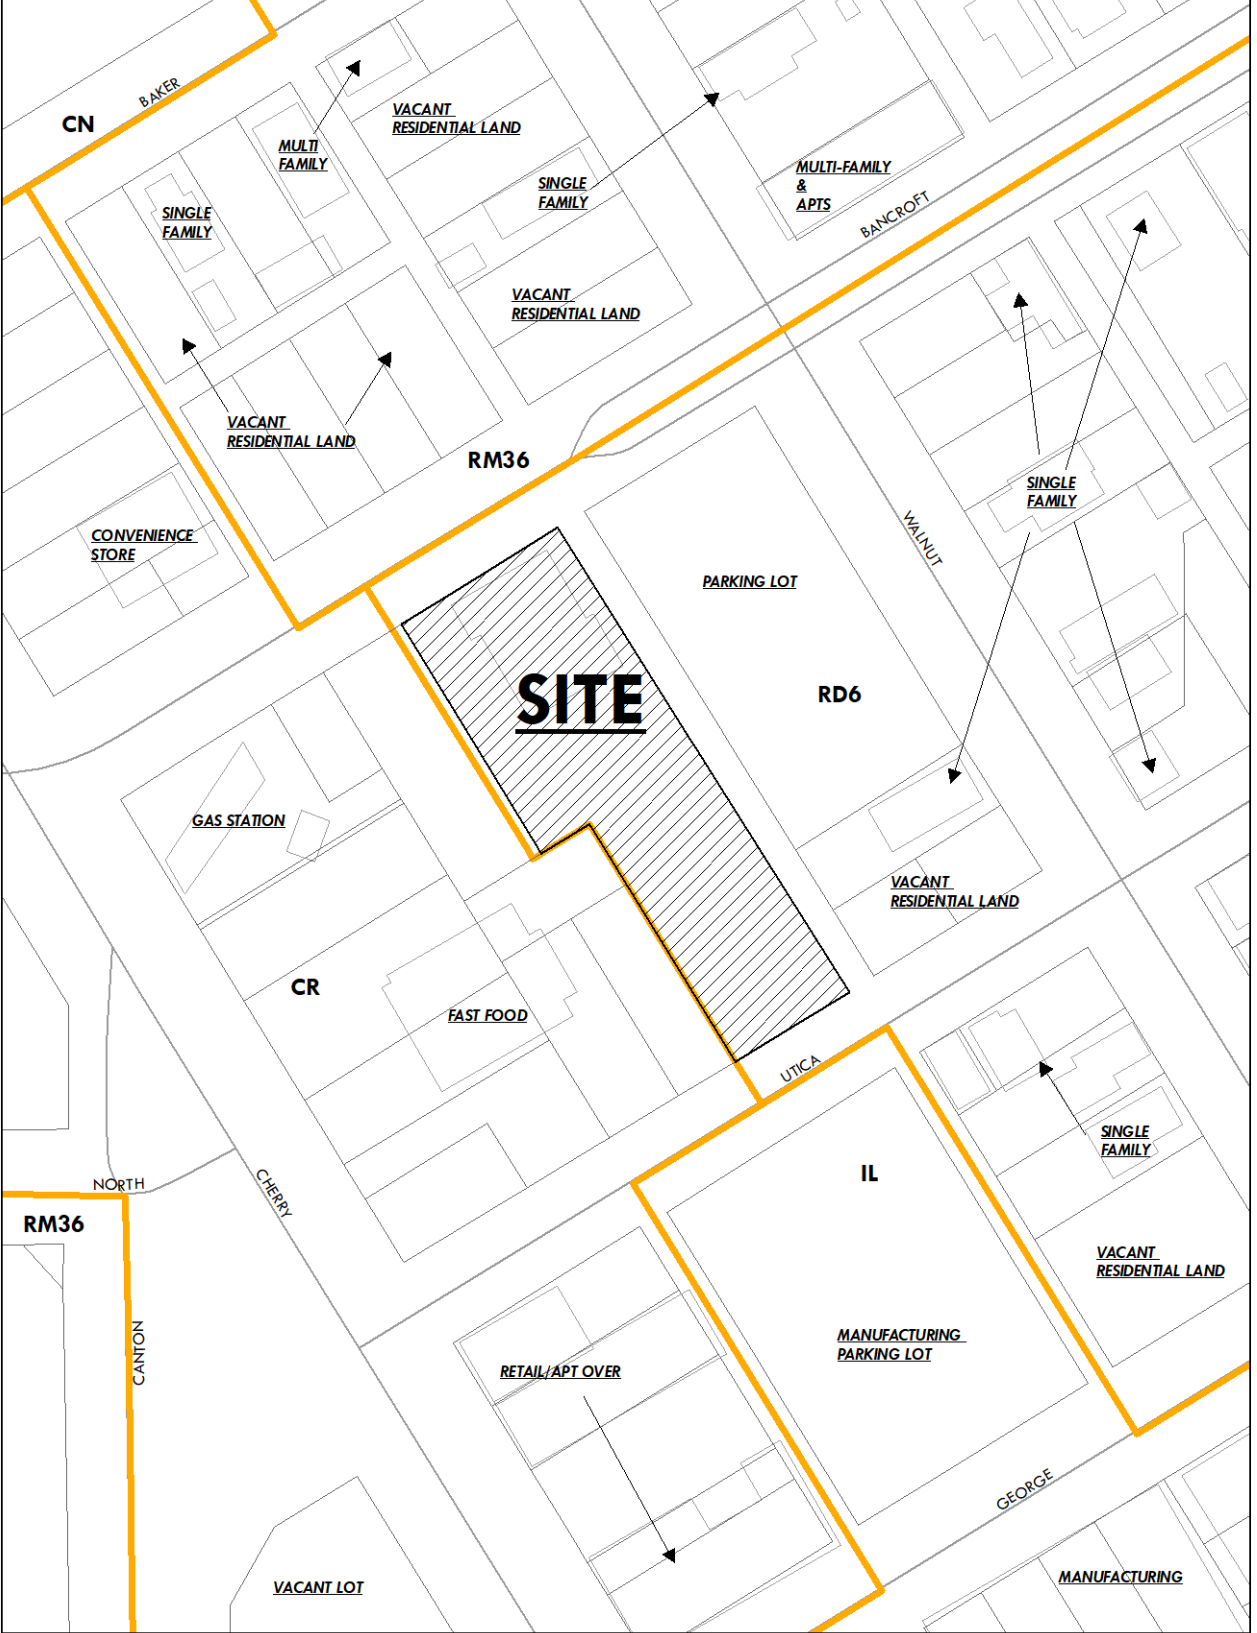 BAKER
CN
VACANT
RESIDENTIAL LAND
MULTI
FAMILY
SINGLE
FAMILY
MULTI-FAMILY
&
APTS
SINGLE
FAMILY
BANCROFT
VACANT
RESIDENTIAL LAND
VACANT
RESIDENTIAL LAND
RM36
SINGLE
FAMILY
CONVENIENCE
STORE
WALNUT
PARKING LOT
SITE
RD6
GAS STATION
VACANT
RESIDENTIAL LAND
CR
FAST FOOD
UTICA
SINGLE
FAMILY
IL
NORTH
CHERRY
RM36
VACANT
RESIDENTIAL LAND
CANTON
MANUFACTURING
PARKING LOT
RETAIL/APT OVER
GEORGE
MANUFACTURING
VACANT LOT